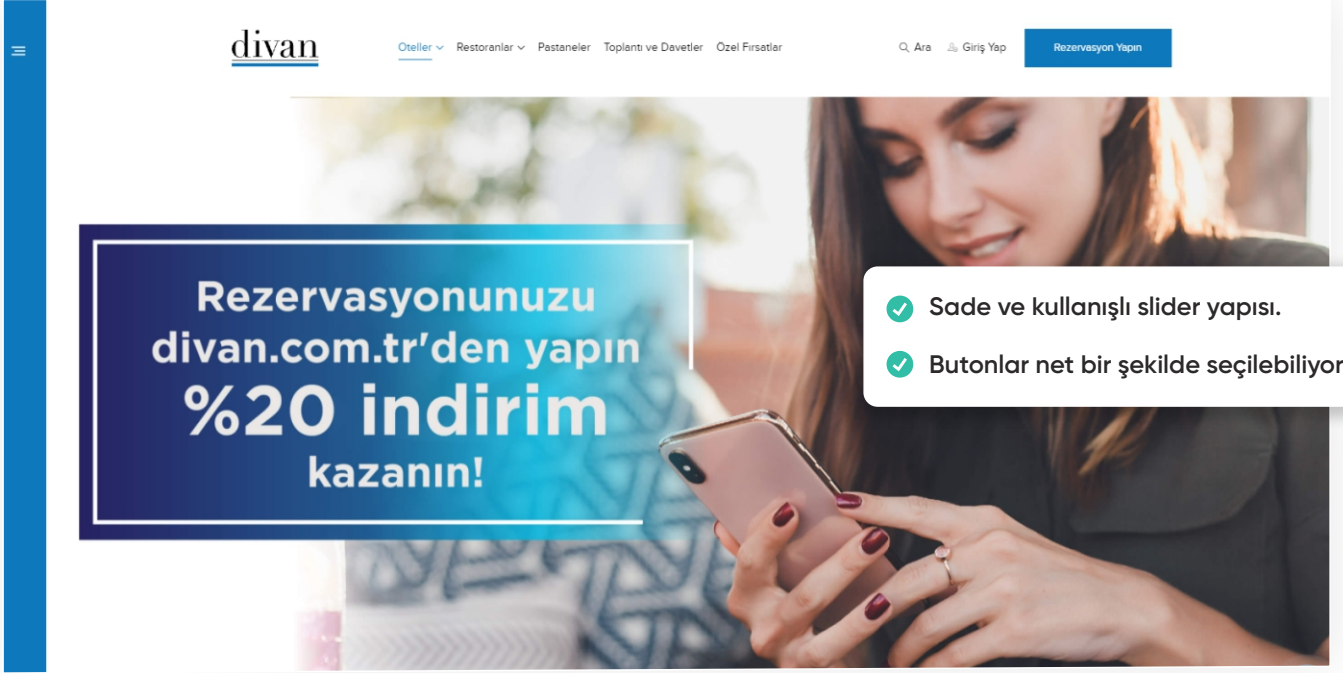 divan
Oteller
Restoranlar
Pastaneler
Toplantı ve Davetler
Özel Fırsatlar
Ara
Giriş Yap
Rezervasyon Yapın
Rezervasyonunuzu
divan.com.tr'den yapın
%20 indirim
kazanın!
Sade ve kullanışlı slider yapısı.
Butonlar net bir şekilde seçilebiliyor